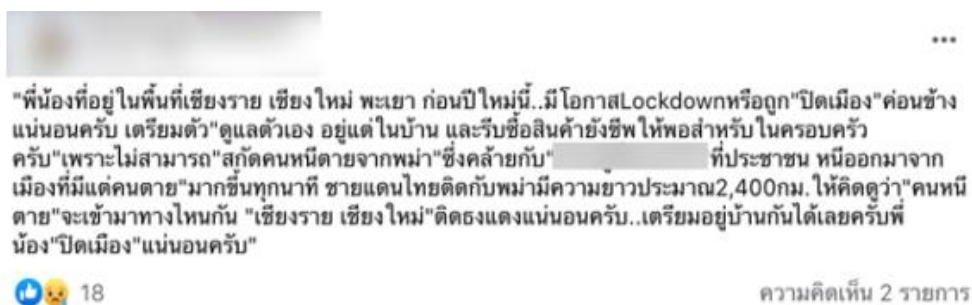 "พี่น้องที่อยู่ในพื้นที่เชียงราย เชียงใหม่ พะเยา ก่อนปีใหม่นี้..มีโอกาสLockdownหรือถูก"ปิดเมือง"ค่อนข้าง
แน่นอนครับ เตรียมตัว"ดูแลตัวเอง อยู่แต่ในบ้าน และรีบซื้อสินค้ายังชีพ ให้พอสำหรับในครอบครัว
ครับ"เพราะไม่สามารถ"สกัดคนหนีตายจากพม่า"ซึ่งคล้ายกับ" ที่ประชาชน หนีออกมาจาก
เมืองที่มีแต่คนตาย"มากขึ้นทุกนาที ชายแดนไทยติดกับพม่ามีความยาวประมาณ2,400กม.ให้คิดดูว่า"คนหนี
ตาย"จะเข้ามาทางไหนกัน "เชียงราย เชียงใหม่"ติดธงแดงแน่นอนครับ..เตรียมอยู่บ้านกันได้เลยครับพี่
น้อง"ปิดเมือง"แน่นอนครับ"
18
ความคิดเห็น 2 รายการ